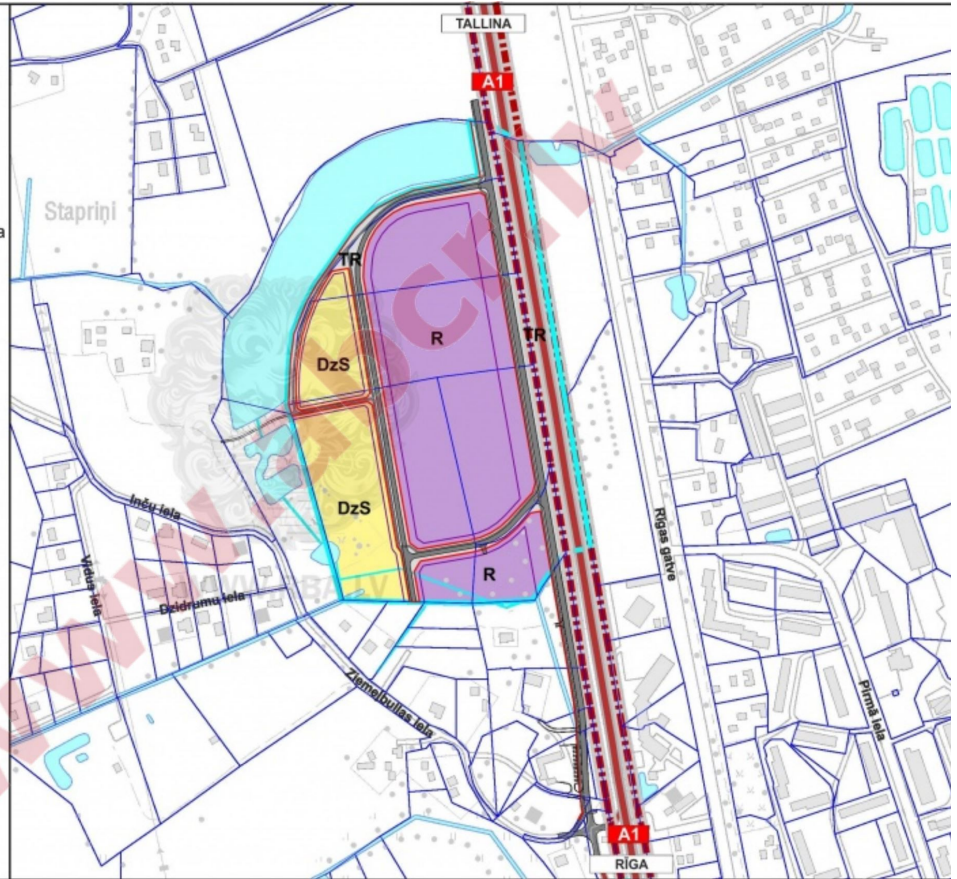 TALLINA
A1
Stapriņi
a
TR
R
TR
DzS
DzS
R
Inču iela
Vidus iela
Dzidrumu iela
Ziemeļbullas iela
Rīgas gatve
Pirmā iela
A1
RĪGA